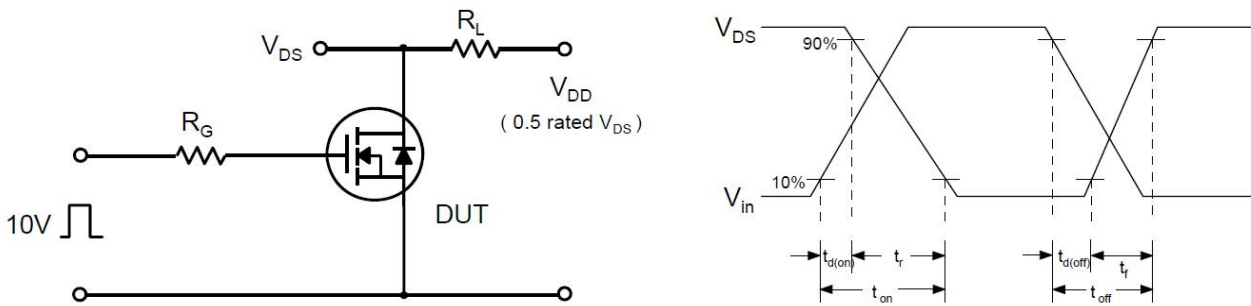 V_DS
R_L
V_DD
( 0.5 rated V_DS )
R_G
10V
DUT
V_DS
90%
10%
V_in
t_d(on)
t_r
t_on
t_d(off)
t_f
t_off